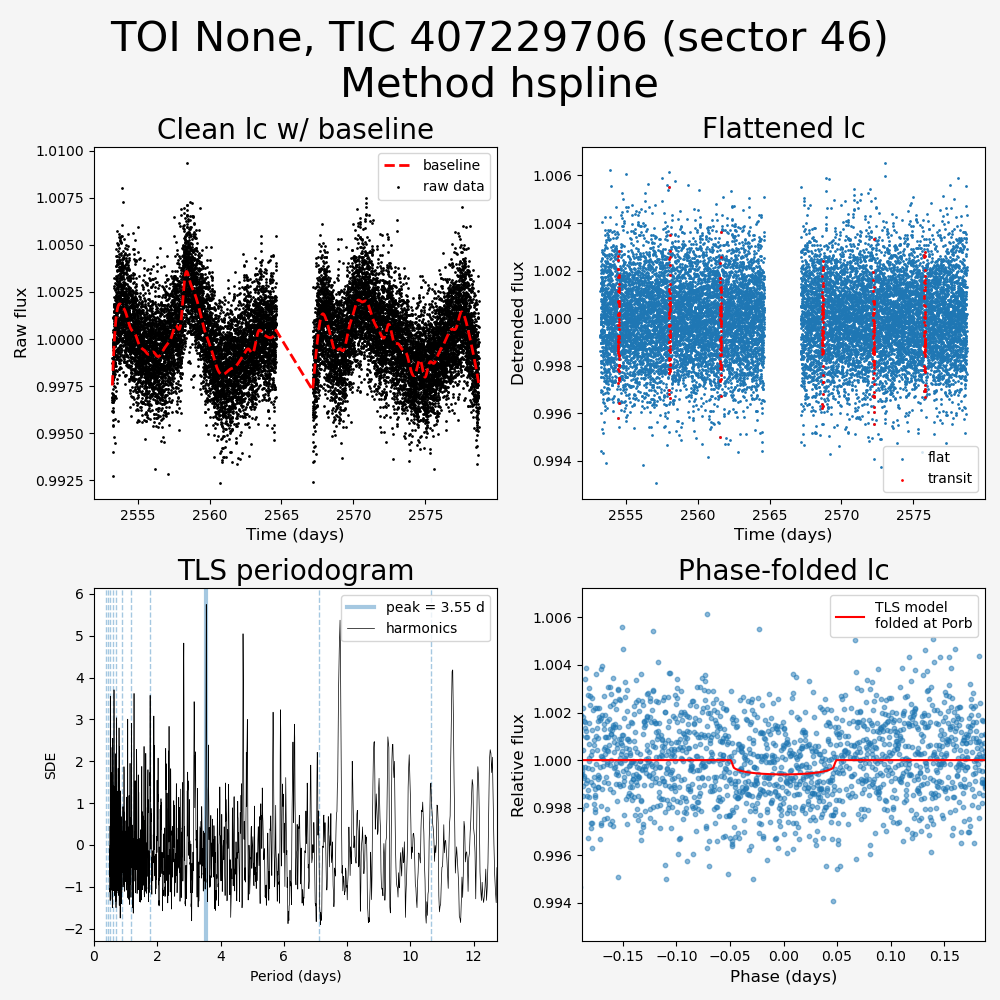 TOI None, TIC 407229706 (sector 46)
Method hspline
Clean lc w/ baseline
Raw flux
1.0100
1.0075
1.0050
1.0025
1.0000
0.9975
0.9950
0.9925
baseline
raw data
2555
2560
2565
2570
2575
Time (days)
Flattened lc
Detrended flux
1.006
1.004
1.002
1.000
0.998
0.996
0.994
flat
transit
2555
2560
2565
2570
2575
Time (days)
TLS periodogram
SDE
6
5
4
3
2
1
0
−1
−2
peak = 3.55 d
harmonics
0
2
4
6
8
10
12
Period (days)
Phase-folded lc
Relative flux
1.006
1.004
1.002
1.000
0.998
0.996
0.994
TLS model
folded at Porb
−0.15
−0.10
−0.05
0.00
0.05
0.10
0.15
Phase (days)